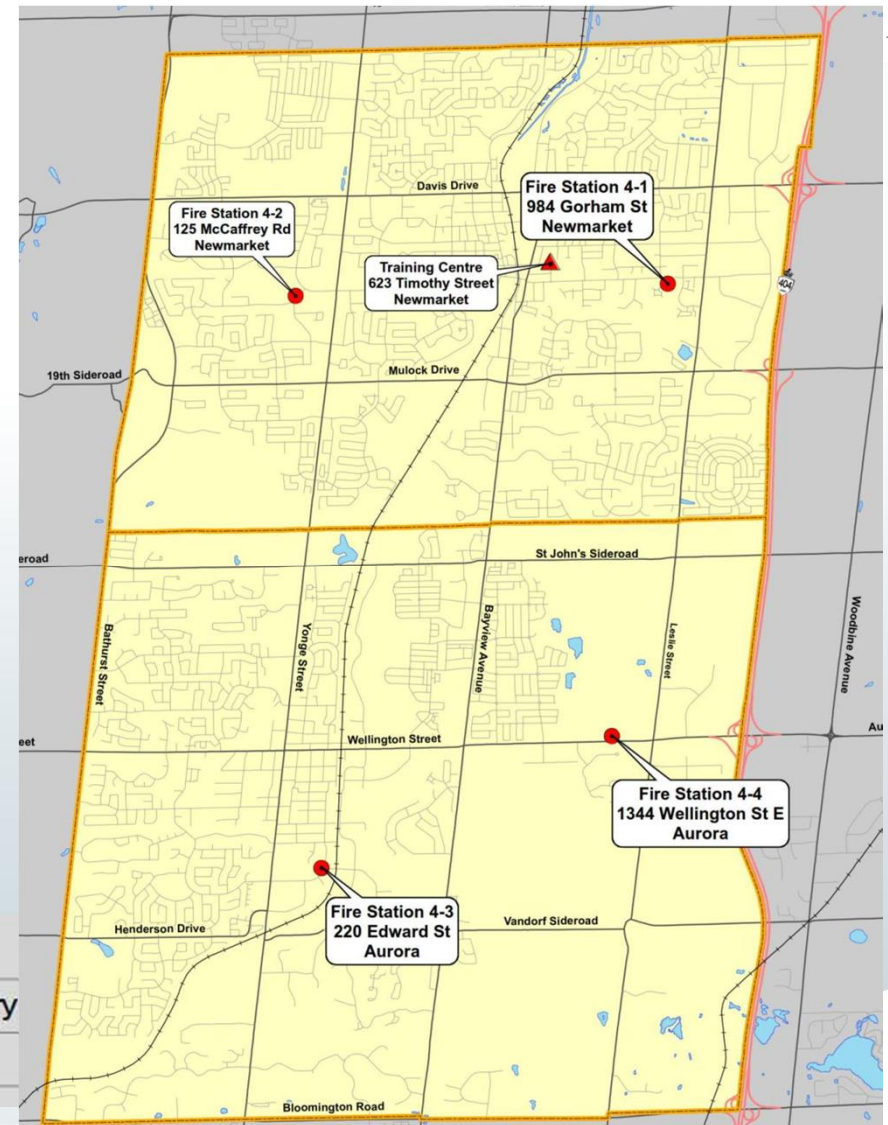 Davis Drive
Fire Station 4-1
984 Gorham St
Newmarket
Fire Station 4-2
125 McCaffrey Rd
Newmarket
Training Centre
623 Timothy Street
Newmarket
404
19th Sideroad
Mulock Drive
eroad
St John's Sideroad
Bathurst Street
Yonge Street
Bayview Avenue
Leslie Street
Woodbine Avenue
eet
Wellington Street
Au
Fire Station 4-4
1344 Wellington St E
Aurora
Fire Station 4-3
220 Edward St
Aurora
Henderson Drive
Vandorf Sideroad
ry
Bloomington Road